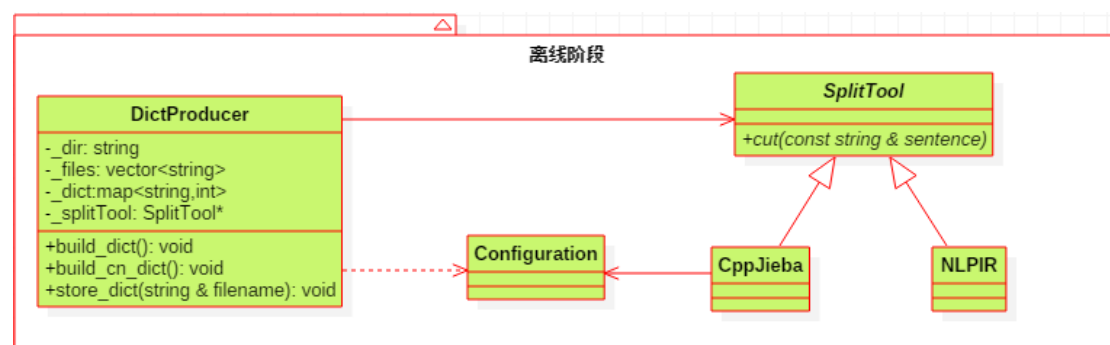 离线阶段
DictProducer
-_dir: string
-_files: vector<string>
-_dict:map<string,int>
-_splitTool: SplitTool*
+build_dict(): void
+build_cn_dict(): void
+store_dict(string & filename): void
SplitTool
+cut(const string & sentence)
Configuration
CppJieba
NLPIR